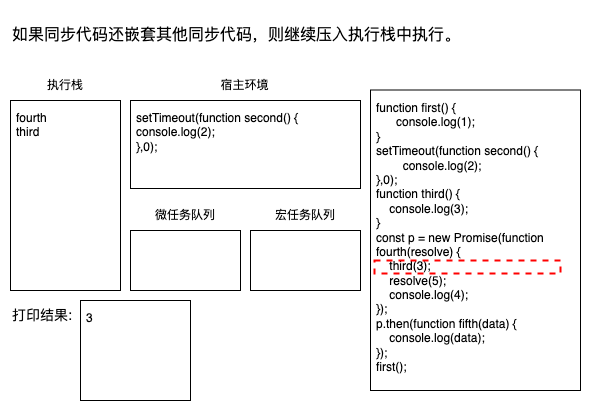 如果同步代码还嵌套其他同步代码，则继续压入执行栈中执行。
执行栈
fourth
third
宿主环境
setTimeout(function second() {
console.log(2);
},0);
微任务队列
宏任务队列
打印结果:
3
function first() {
console.log(1);
}
setTimeout(function second() {
console.log(2);
},0);
function third() {
console.log(3);
}
const p = new Promise(function
fourth(resolve) {
third(3);
resolve(5);
console.log(4);
});
p.then(function fifth(data) {
console.log(data);
});
first();